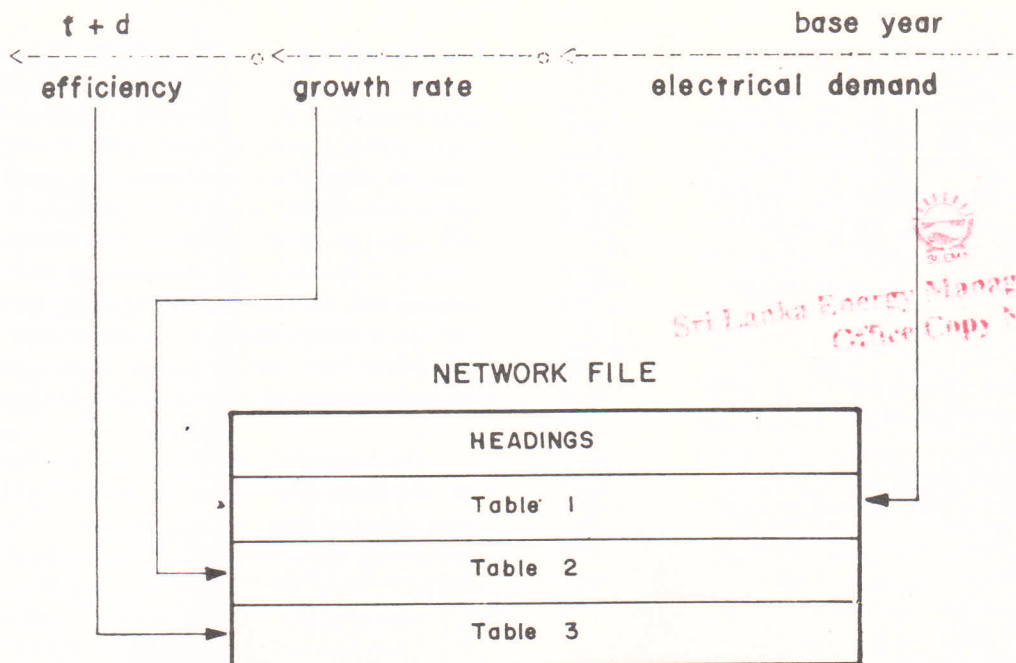 t + d
base year
efficiency
growth rate
electrical demand
Sri Lanka Energy
Office Copy
NETWORK FILE
HEADINGS
Table 1
Table 2
Table 3